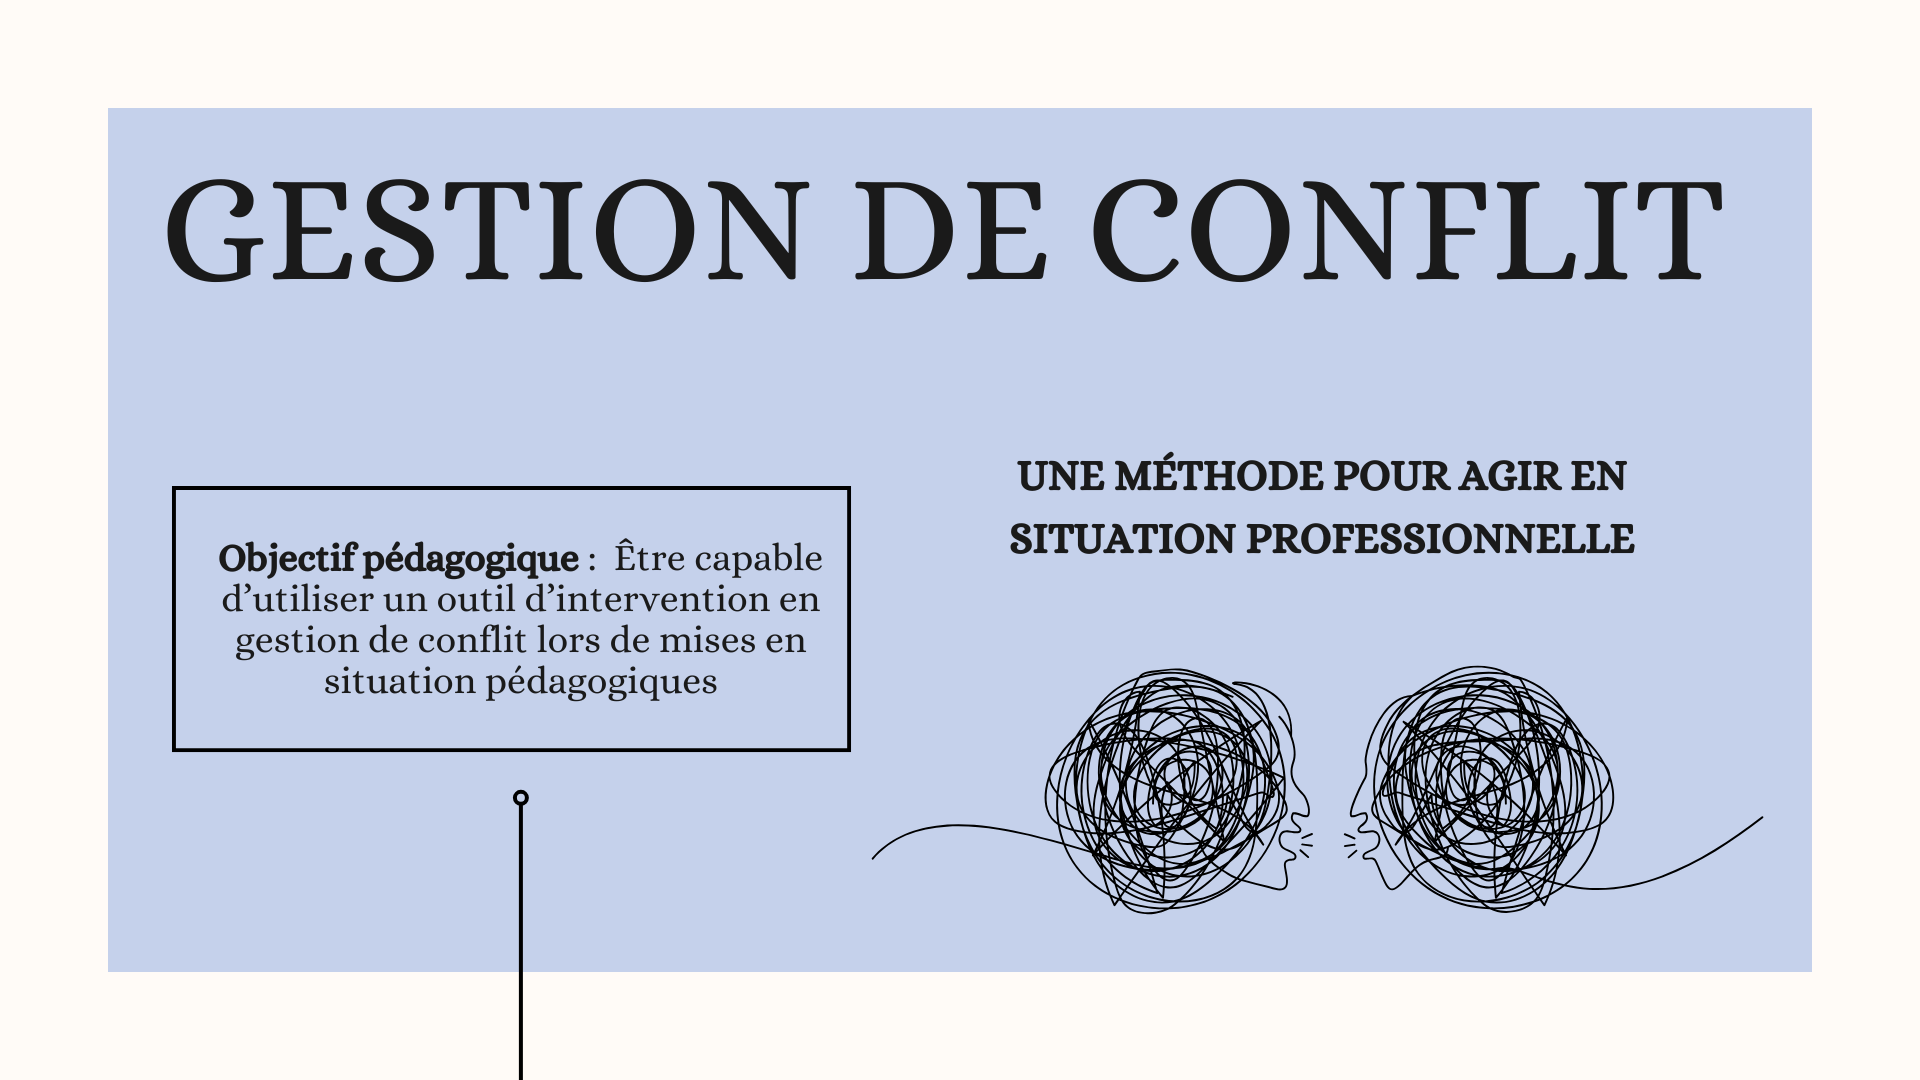 GESTION DE CONFLIT
UNE MÉTHODE POUR AGIR EN
SITUATION PROFESSIONNELLE
Objectif pédagogique :  Être capable
d’utiliser un outil d’intervention en
gestion de conflit lors de mises en
situation pédagogiques